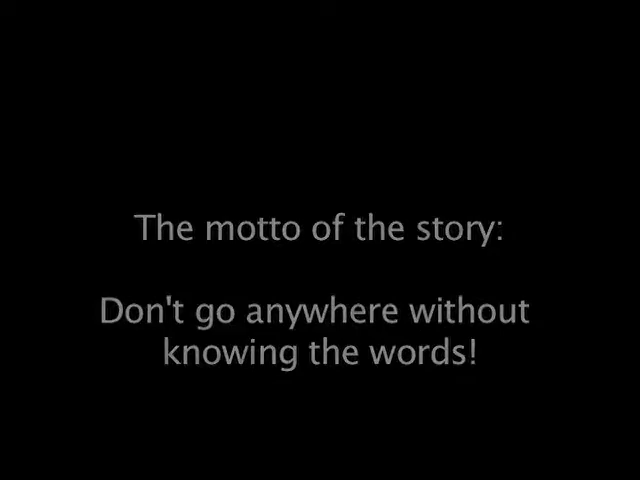 The motto of the story:
Don't go anywhere without
knowing the words!